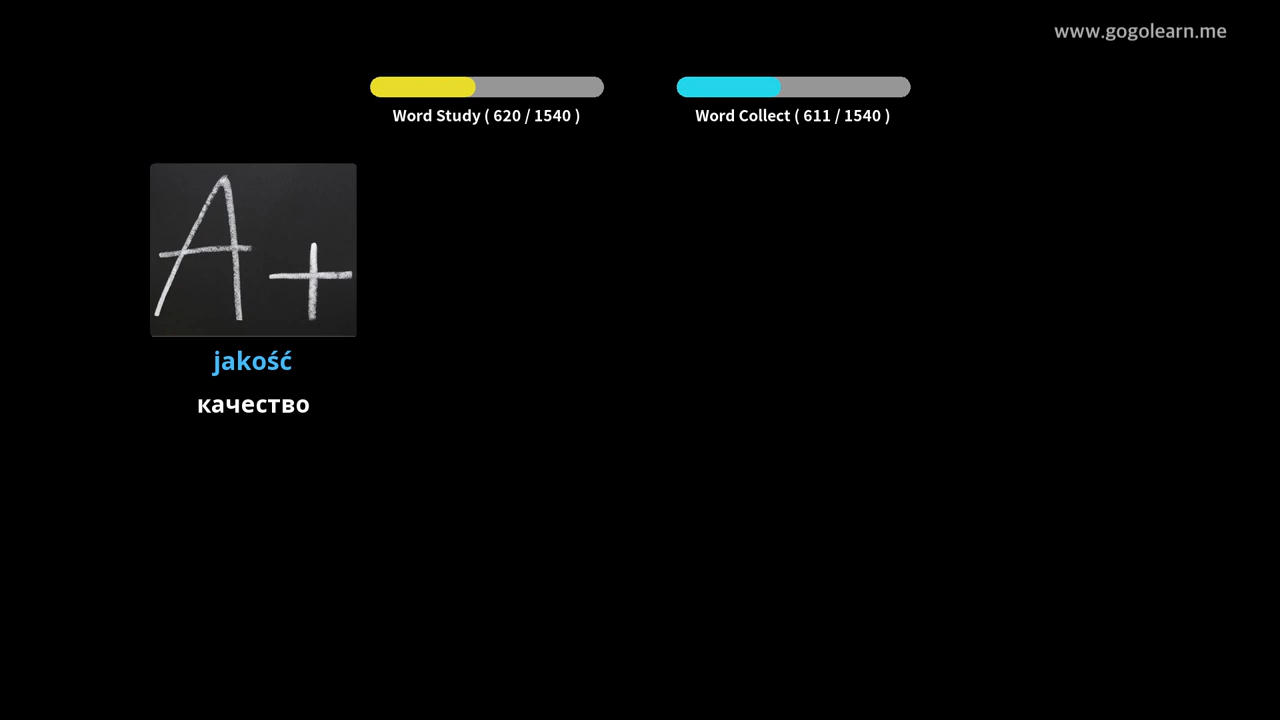 www.gogolearn.me
Word Study ( 620 / 1540 )
Word Collect ( 611 / 1540 )
A+
jakość
качество